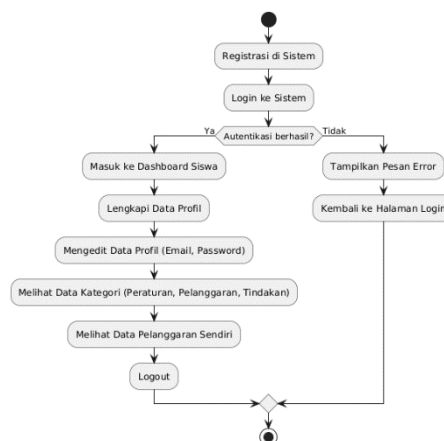 Registrasi di Sistem
Login ke Sistem
Autentikasi berhasil?
Ya
Tidak
Masuk ke Dashboard Siswa
Lengkapi Data Profil
Mengedit Data Profil (Email, Password)
Melihat Data Kategori (Peraturan, Pelanggaran, Tindakan)
Melihat Data Pelanggaran Sendiri
Logout
Tampilkan Pesan Error
Kembali ke Halaman Login